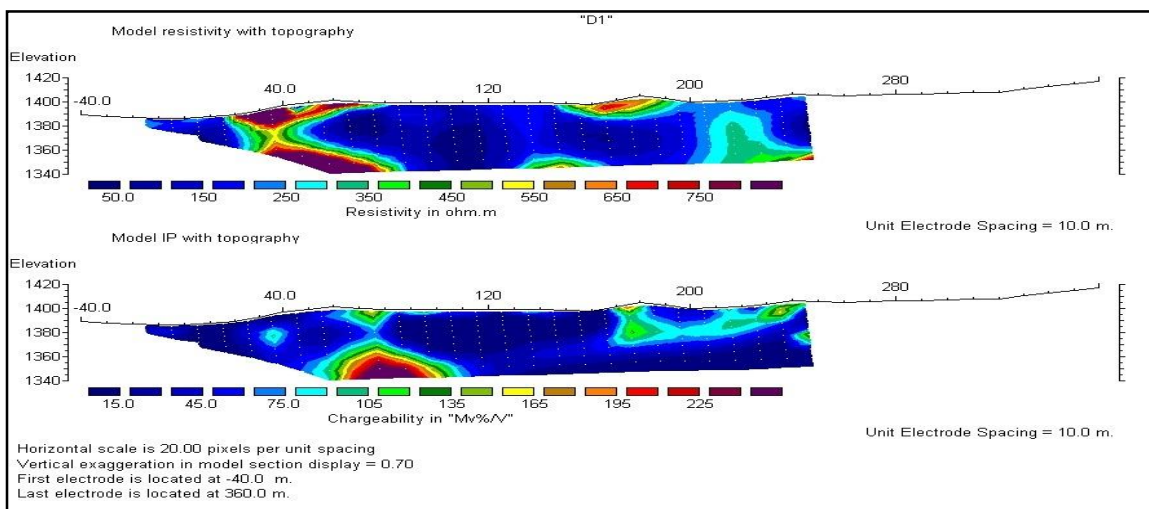 "D1"
Model resistivity with topography
Elevation
1420
1400
1380
1360
1340
-40.0 40.0 120 200 280
50.0 150 250 350 450 550 650 750
Resistivity in ohm.m
Unit Electrode Spacing = 10.0 m.
Model IP with topography
Elevation
1420
1400
1380
1360
1340
-40.0 40.0 120 200 280
15.0 45.0 75.0 105 135 165 195 225
Chargeability in "Mv%/V"
Unit Electrode Spacing = 10.0 m.
Horizontal scale is 20.00 pixels per unit spacing
Vertical exaggeration in model section display = 0.70
First electrode is located at -40.0 m.
Last electrode is located at 360.0 m.